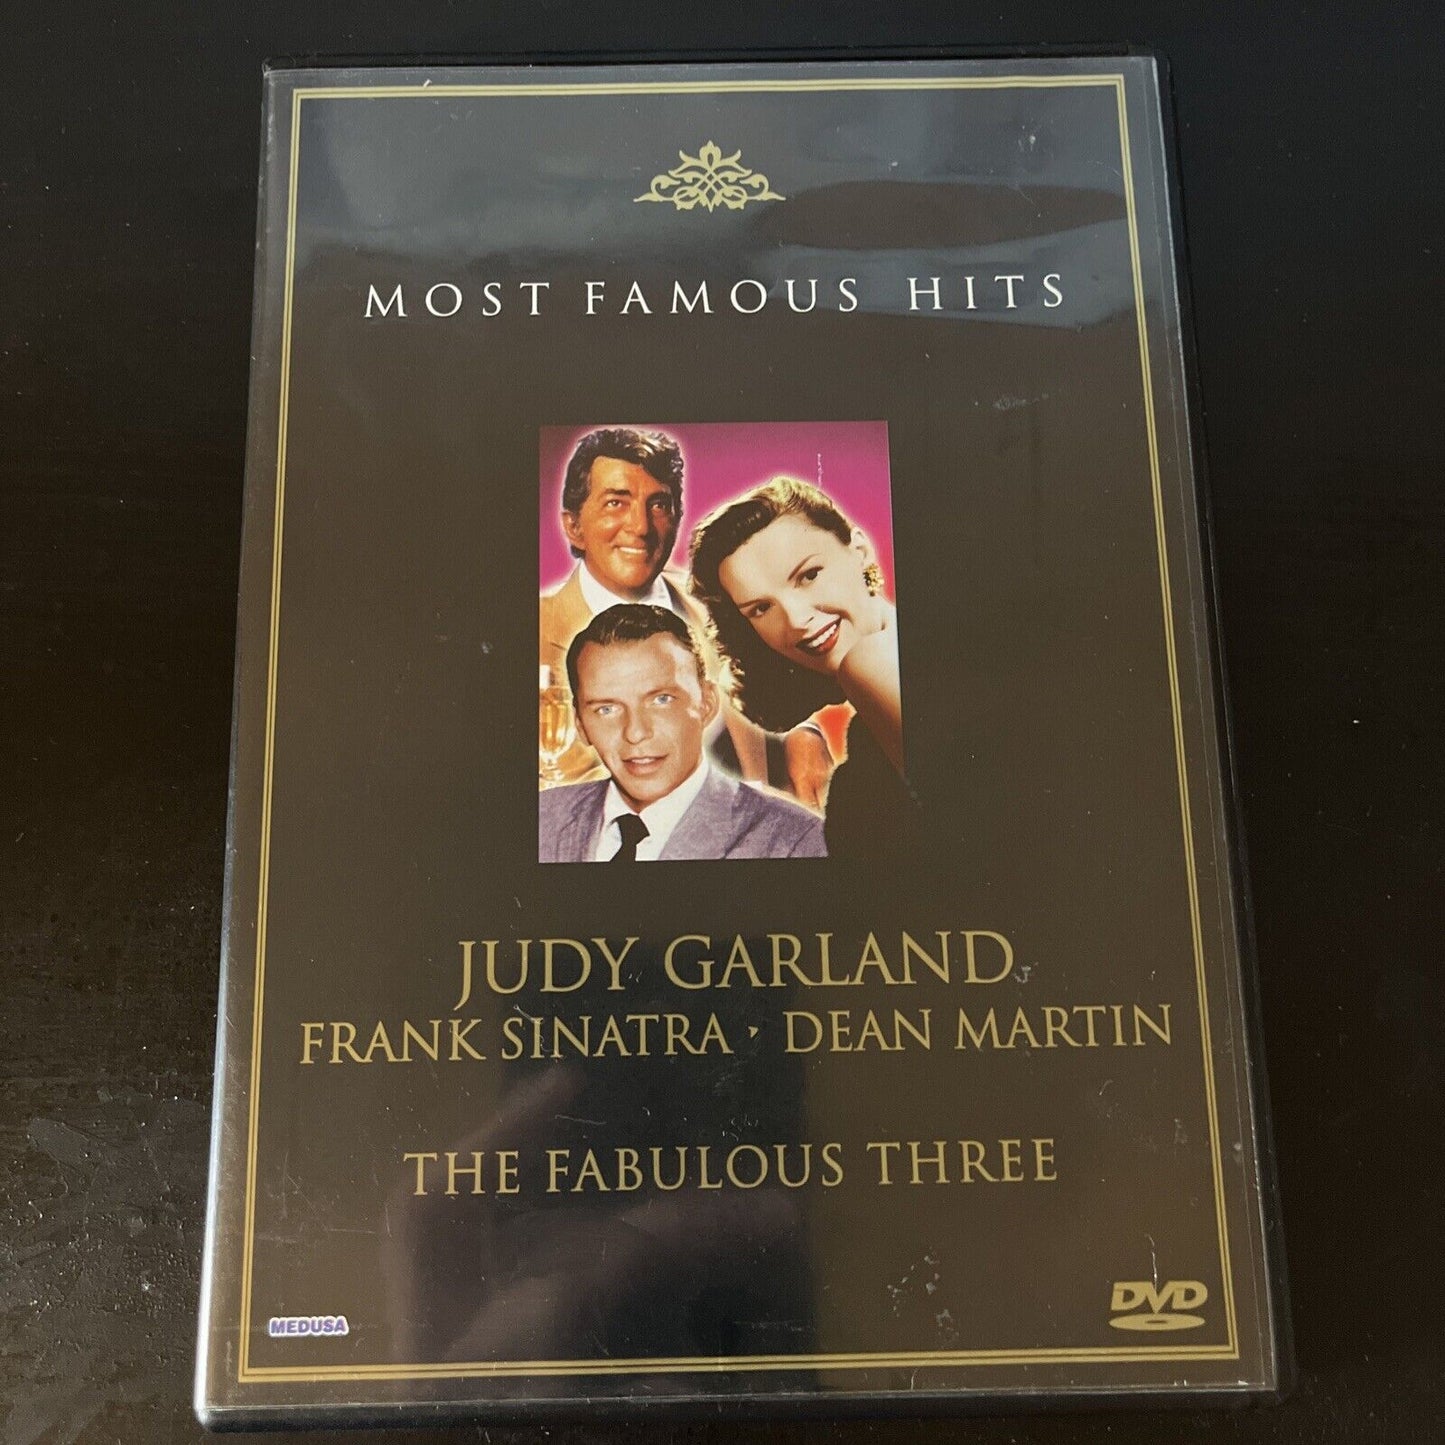 MOST FAMOUS HITS
JUDY GARLAND
FRANK SINATRA · DEAN MARTIN
THE FABULOUS THREE
MEDUSA
DVD